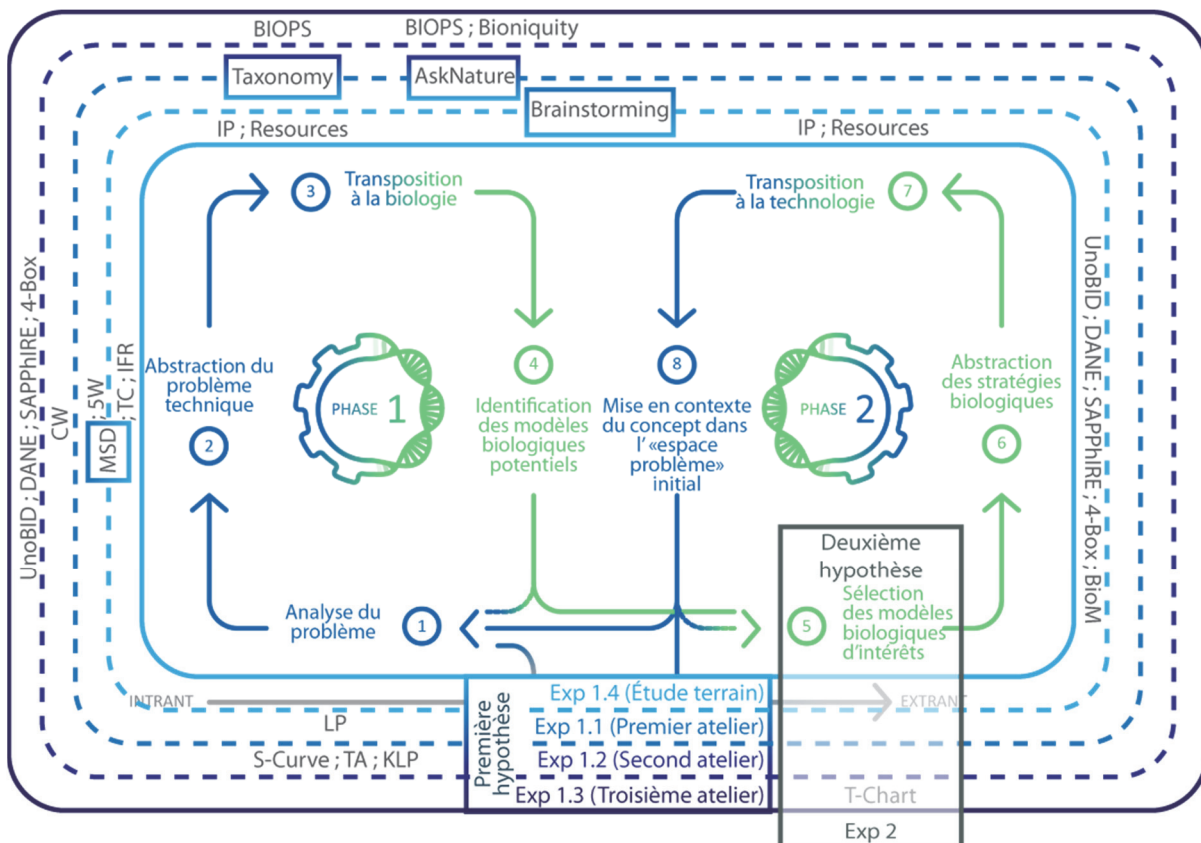 BIOPS
BIOPS ; Bioniquity
Taxonomy
AskNature
Brainstorming
IP ; Resources
IP ; Resources
3
Transposition
à la biologie
Transposition
à la technologie
7
UnoBID ; DANE ; SAPPhIRE ; 4-Box
CW
MSD ; 5W
; TC ; IFR
Abstraction du
problème
technique
2
PHASE 1
4
Identification
des modèles
biologiques
potentiels
8
Mise en contexte
du concept dans
l’ «espace
problème»
initial
PHASE 2
Abstraction
des stratégies
biologiques
6
UnoBID ; DANE ; SAPPhIRE ; 4-Box ; BioM
Analyse du
problème
1
Deuxième
hypothèse
5
Sélection
des modèles
biologiques
d’intérêts
INTRANT
EXTRANT
LP
S-Curve ; TA ; KLP
Première
hypothèse
Exp 1.4 (Étude terrain)
Exp 1.1 (Premier atelier)
Exp 1.2 (Second atelier)
Exp 1.3 (Troisième atelier)
T-Chart
Exp 2